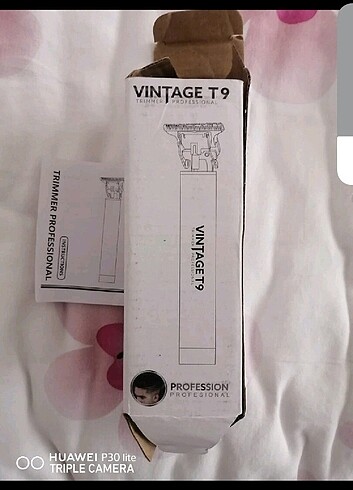 VINTAGE T9
TRIMMER PROFESSIONAL
VINTAGE T9
TRIMMER PROFESSIONAL
TRIMMER PROFESSIONAL
INSTRUCTIONS
PROFESSION
PROFESIONAL
HUAWEI P30 lite
TRIPLE CAMERA